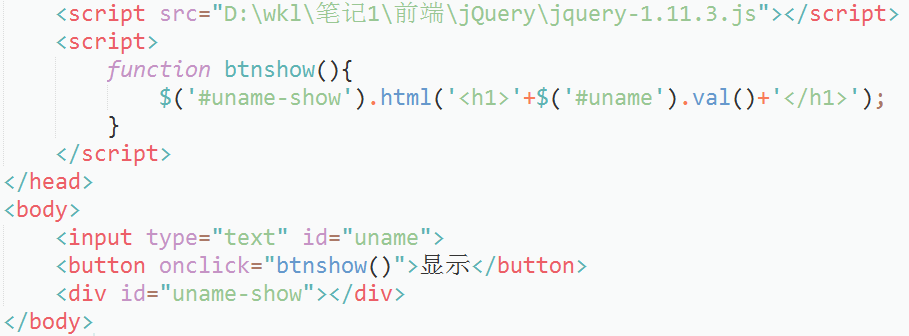 <script src="D:\wkl\笔记1\前端\jQuery\jquery-1.11.3.js"></script>
<script>
function btnshow(){
$('#uname-show').html('<h1>'+$('#uname').val()+'</h1>');
}
</script>
</head>
<body>
<input type="text" id="uname">
<button onclick="btnshow()">显示</button>
<div id="uname-show"></div>
</body>